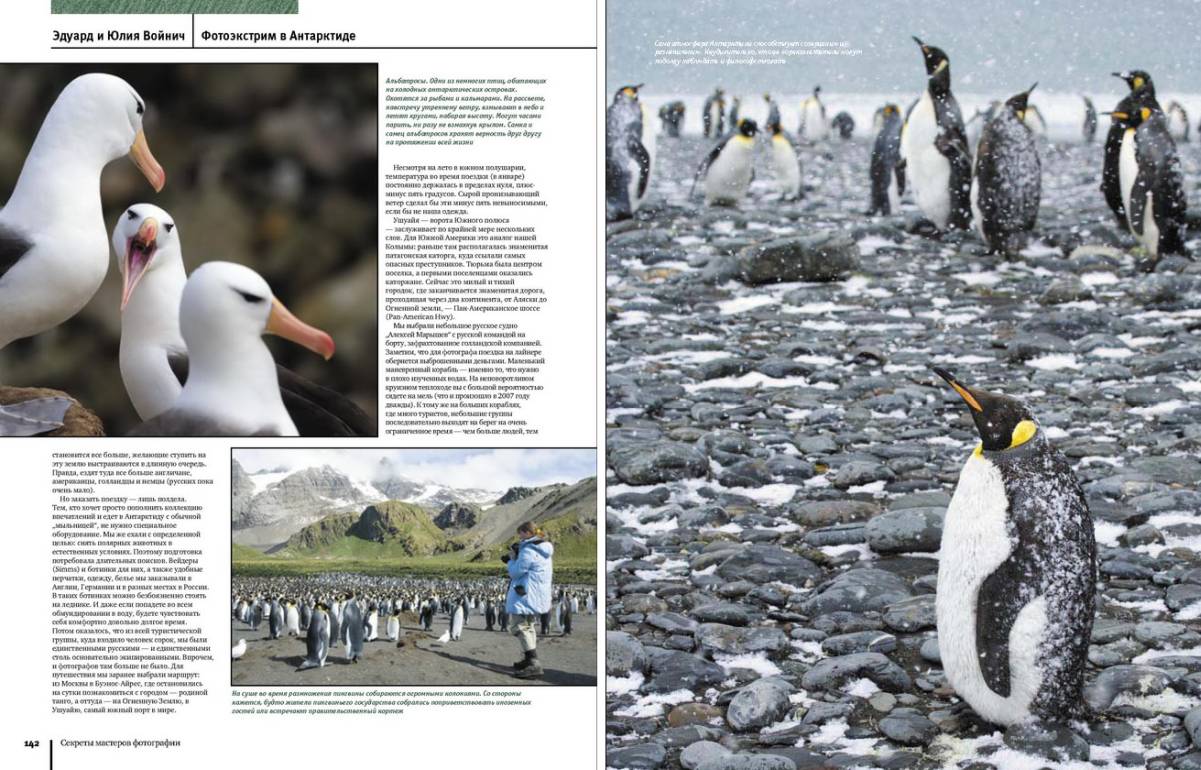 Эдуард и Юлия Войнич
Фотоэкстрим в Антарктиде
Альбатросы. Одни из немногих птиц, обитающих
на холодных антарктических островах.
Охотятся за рыбами и кальмарами. На рассвете,
навстречу утреннему ветру, взмывают в небо и
летят кругами, набирая высоту. Могут часами
парить, ни разу не взмахнув крылом. Самка и
самец альбатросов хранят верность друг другу
на протяжении всей жизни
Несмотря на лето в южном полушарии,
температура во время поездки (в январе)
постоянно держалась в пределах нуля, плюс-
минус пять градусов. Сырой пронизывающий
ветер сделал бы эти минус пять невыносимыми,
если бы не наша одежда.
Ушуайя — ворота Южного полюса
— заслуживает по крайней мере нескольких
слов. Для Южной Америки это аналог нашей
Колымы: раньше там располагалась знаменитая
патагонская каторга, куда ссылали самых
опасных преступников. Тюрьма была центром
поселка, а первыми поселенцами оказались
каторжане. Сейчас это милый и тихий
городок, где заканчивается знаменитая дорога,
проходящая через два континента, от Аляски до
Огненной земли, — Пан-Американское шоссе
(Pan-American Hwy).
Мы выбрали небольшое русское судно
„Алексей Марышев“ с русской командой на
борту, зафрахтованное голландской компанией.
Заметим, что для фотографа поездка на лайнере
обернется выброшенными деньгами. Маленький
маневренный корабль — именно то, что нужно
в плохо изученных водах. На неповоротливом
круизном теплоходе вы с большой вероятностью
сядете на мель (что и произошло в 2007 году
дважды). К тому же на больших кораблях,
где много туристов, небольшие группы
последовательно выходят на берег на очень
ограниченное время — чем больше людей, тем
становится все больше, желающие ступить на
эту землю выстраиваются в длинную очередь.
Правда, ездят туда все больше англичане,
американцы, голландцы и немцы (русских пока
очень мало).
Но заказать поездку — лишь полдела.
Тем, кто хочет просто пополнить коллекцию
впечатлений и едет в Антарктиду с обычной
„мыльницей“, не нужно специальное
оборудование. Мы же ехали с определенной
целью: снять полярных животных в
естественных условиях. Поэтому подготовка
потребовала длительных поисков. Вейдеры
(Simms) и ботинки для них, а также удобные
перчатки, одежду, белье мы заказывали в
Англии, Германии и в разных местах в России.
В таких ботинках можно безбоязненно стоять
на леднике. И даже если попадете во всем
обмундировании в воду, будете чувствовать
себя комфортно довольно долгое время.
Потом оказалось, что из всей туристической
группы, куда входило человек сорок, мы были
единственными русскими — и единственными
столь основательно экипированными. Впрочем,
и фотографов там больше не было. Для
путешествия мы заранее выбрали маршрут:
из Москвы в Буэнос-Айрес, где остановились
на сутки познакомиться с городом — родиной
танго, а оттуда — на Огненную Землю, в
Ушуайю, самый южный порт в мире.
На суше во время размножения пингвины собираются огромными колониями. Со стороны
кажется, будто жители пингвиньего государства собрались поприветствовать иноземных
гостей или встречают правительственный кортеж
142
Секреты мастеров фотографии
Сама атмосфера Антарктики способствует созерцанию и
размышлению. Неудивительно, что ее
подолгу наблюдать и философствовать